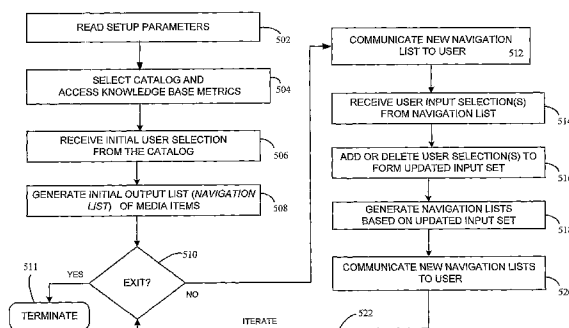 READ SETUP PARAMETERS
502
SELECT CATALOG AND
ACCESS KNOWLEDGE BASE METRICS
504
RECEIVE INITIAL USER SELECTION
FROM THE CATALOG
506
GENERATE INITIAL OUTPUT LIST (NAVIGATION
LIST) OF MEDIA ITEMS
508
510
EXIT?
YES
NO
511
TERMINATE
ITERATE
COMMUNICATE NEW NAVIGATION
LIST TO USER
512
RECEIVE USER INPUT SELECTION(S)
FROM NAVIGATION LIST
514
ADD OR DELETE USER SELECTION(S) TO
FORM UPDATED INPUT SET
516
GENERATE NAVIGATION LISTS
BASED ON UPDATED INPUT SET
518
COMMUNICATE NEW NAVIGATION LISTS
TO USER
520
522